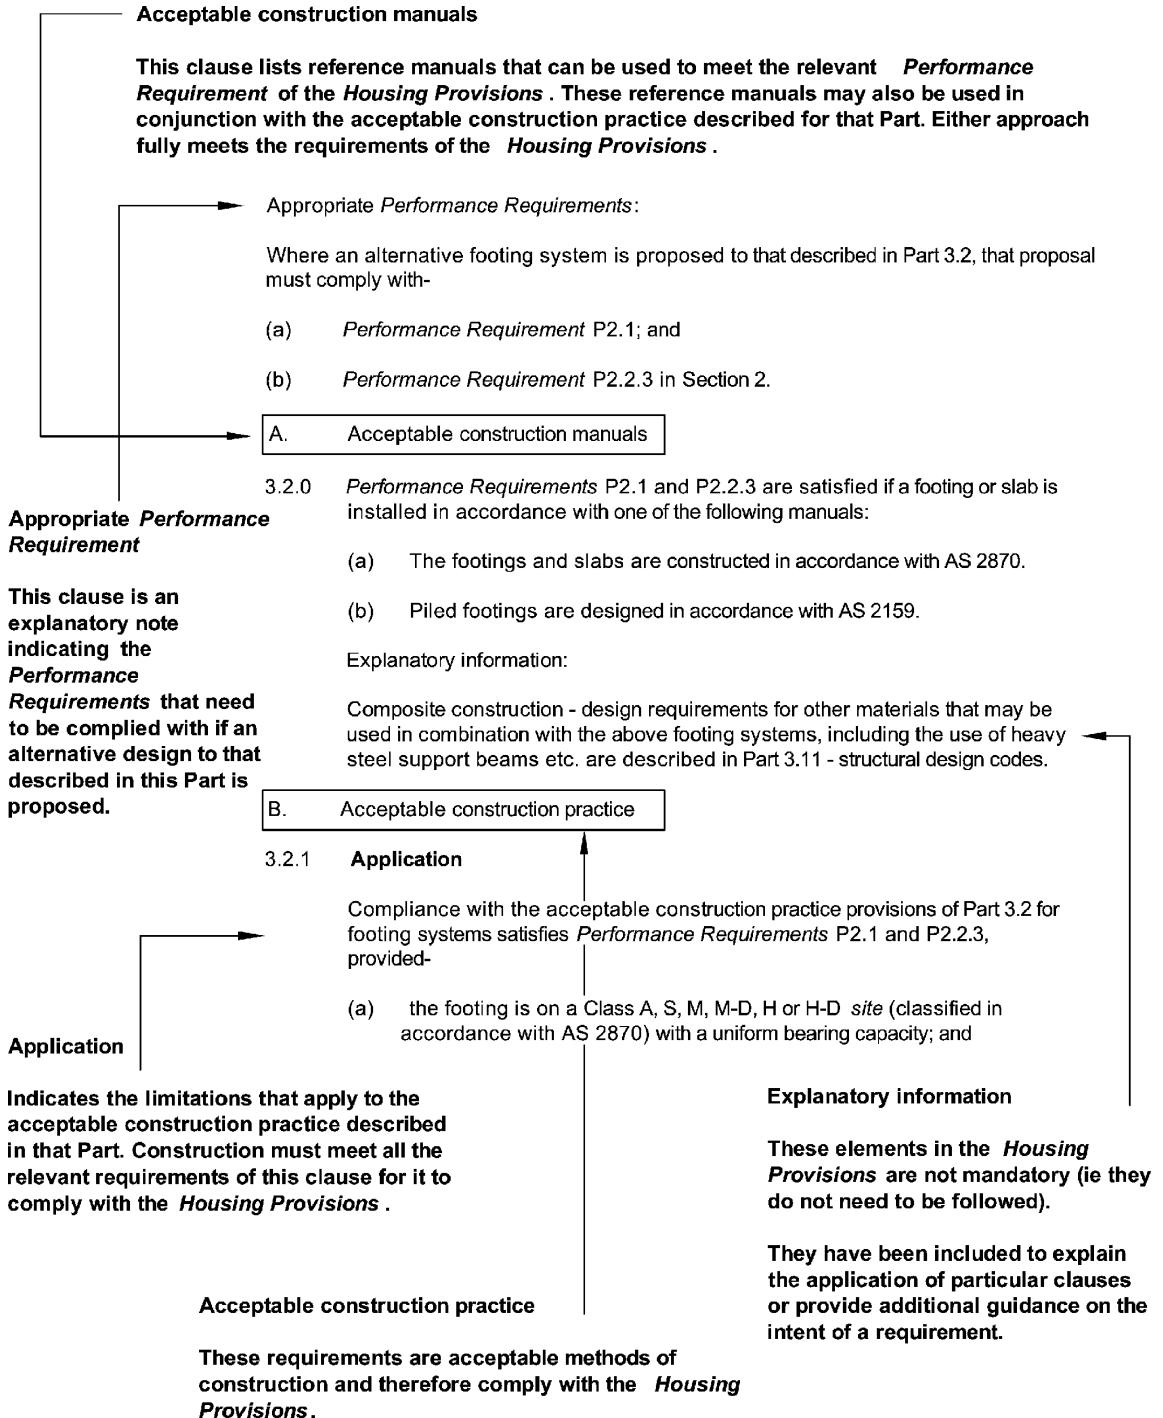 Acceptable construction manuals
This clause lists reference manuals that can be used to meet the relevant Performance
Requirement of the Housing Provisions . These reference manuals may also be used in
conjunction with the acceptable construction practice described for that Part. Either approach
fully meets the requirements of the Housing Provisions .
Appropriate Performance Requirements:
Where an alternative footing system is proposed to that described in Part 3.2, that proposal
must comply with-
(a) Performance Requirement P2.1; and
(b) Performance Requirement P2.2.3 in Section 2.
A. Acceptable construction manuals
3.2.0 Performance Requirements P2.1 and P2.2.3 are satisfied if a footing or slab is
installed in accordance with one of the following manuals:
(a) The footings and slabs are constructed in accordance with AS 2870.
(b) Piled footings are designed in accordance with AS 2159.
Explanatory information:
Composite construction - design requirements for other materials that may be
used in combination with the above footing systems, including the use of heavy
steel support beams etc. are described in Part 3.11 - structural design codes.
Appropriate Performance
Requirement
This clause is an
explanatory note
indicating the
Performance
Requirements that need
to be complied with if an
alternative design to that
described in this Part is
proposed.
B. Acceptable construction practice
3.2.1 Application
Compliance with the acceptable construction practice provisions of Part 3.2 for
footing systems satisfies Performance Requirements P2.1 and P2.2.3,
provided-
(a) the footing is on a Class A, S, M, M-D, H or H-D site (classified in
accordance with AS 2870) with a uniform bearing capacity; and
Application
Indicates the limitations that apply to the
acceptable construction practice described
in that Part. Construction must meet all the
relevant requirements of this clause for it to
comply with the Housing Provisions .
Explanatory information
These elements in the Housing
Provisions are not mandatory (ie they
do not need to be followed).
They have been included to explain
the application of particular clauses
or provide additional guidance on the
intent of a requirement.
Acceptable construction practice
These requirements are acceptable methods of
construction and therefore comply with the Housing
Provisions.